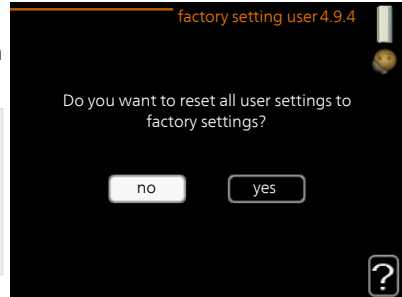 factory setting user 4.9.4
Do you want to reset all user settings to
factory settings?
no
yes
?